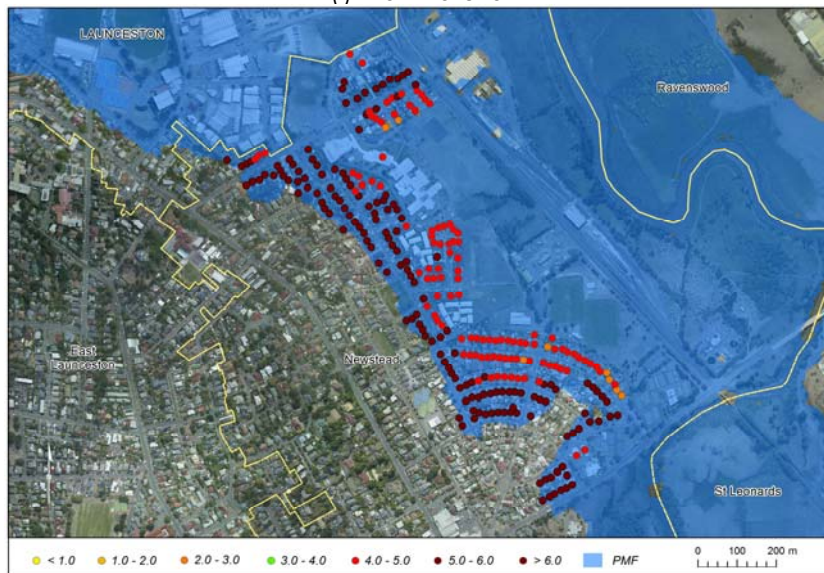 LAUNCESTON
Ravenswood
East
Launceston
Newstead
St Leonards
< 1.0 1.0 - 2.0 2.0 - 3.0 3.0 - 4.0 4.0 - 5.0 5.0 - 6.0 > 6.0 PMF 0 100 200 m